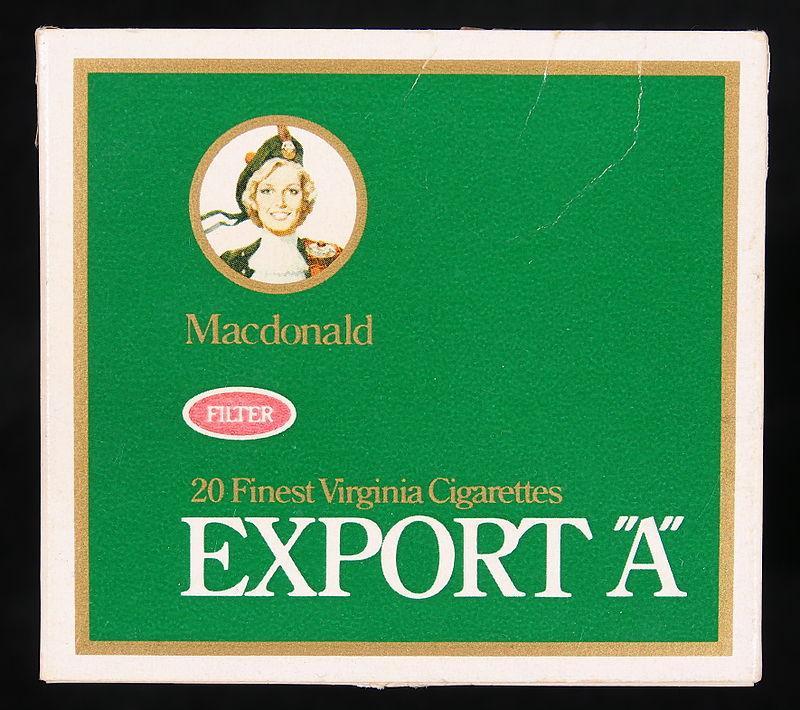 Macdonald
FILTER
20 Finest Virginia Cigarettes
EXPORT "A"